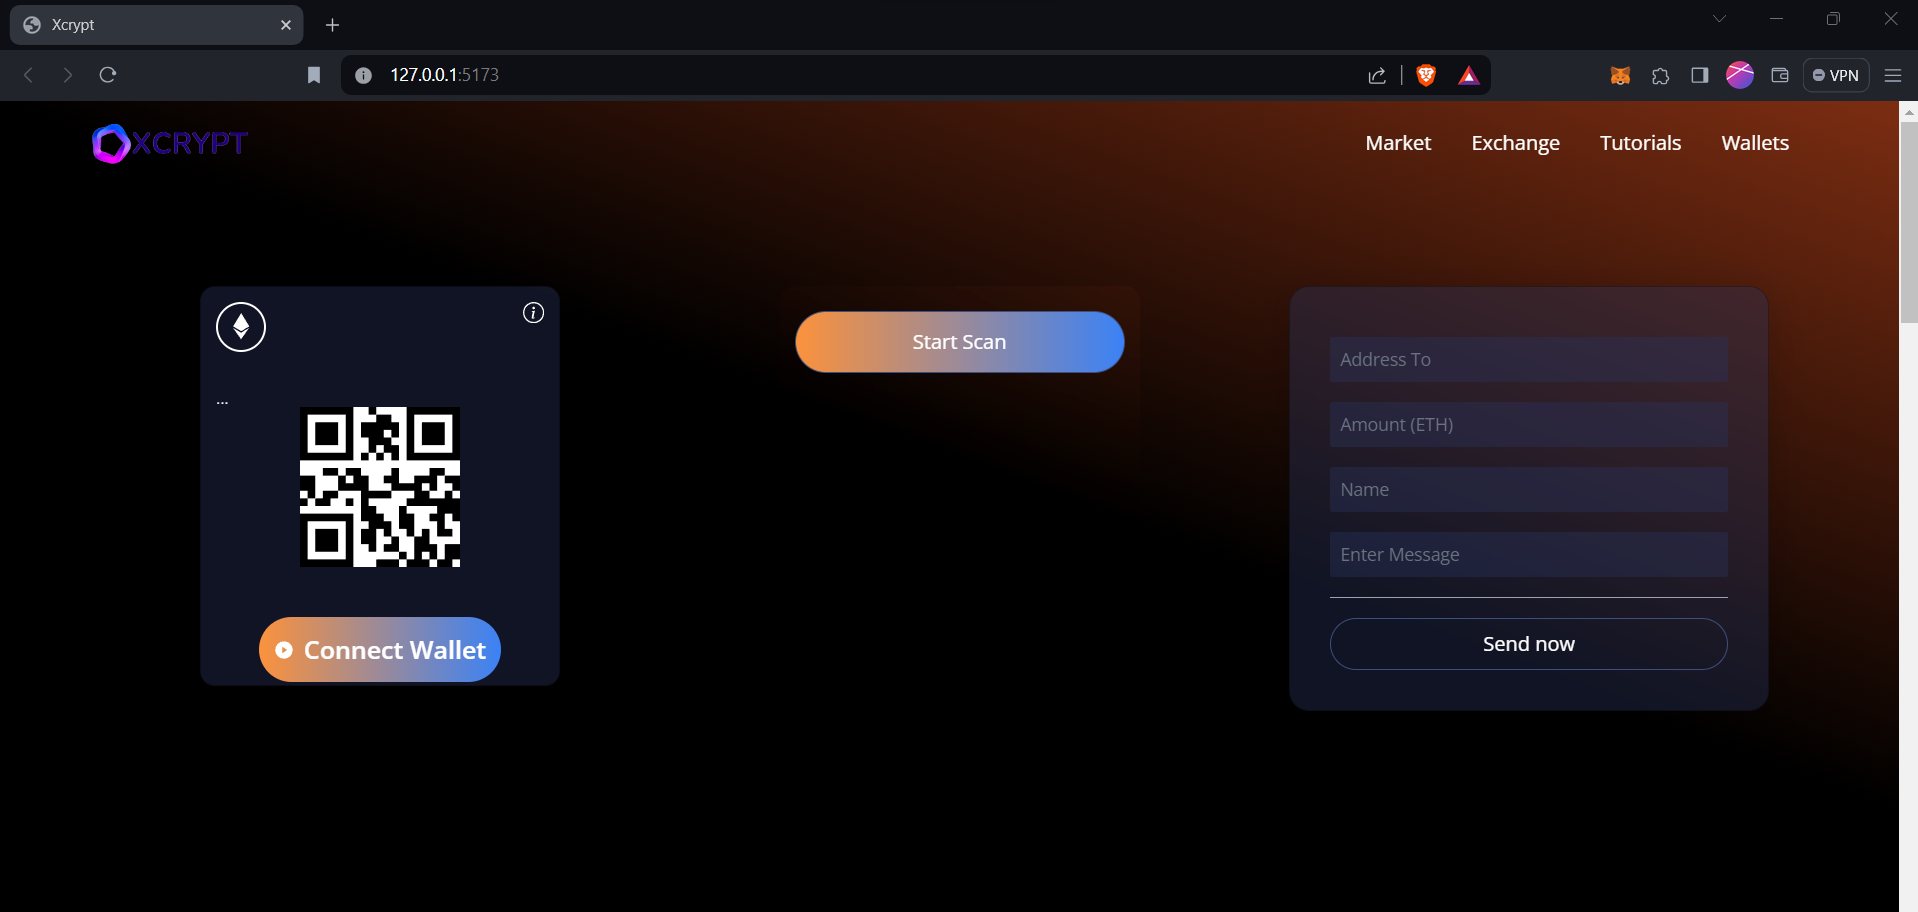 Xcrypt
127.0.0.1:5173
VPN
XCRYPT
Market
Exchange
Tutorials
Wallets
i
...
Connect Wallet
Start Scan
Address To
Amount (ETH)
Name
Enter Message
Send now